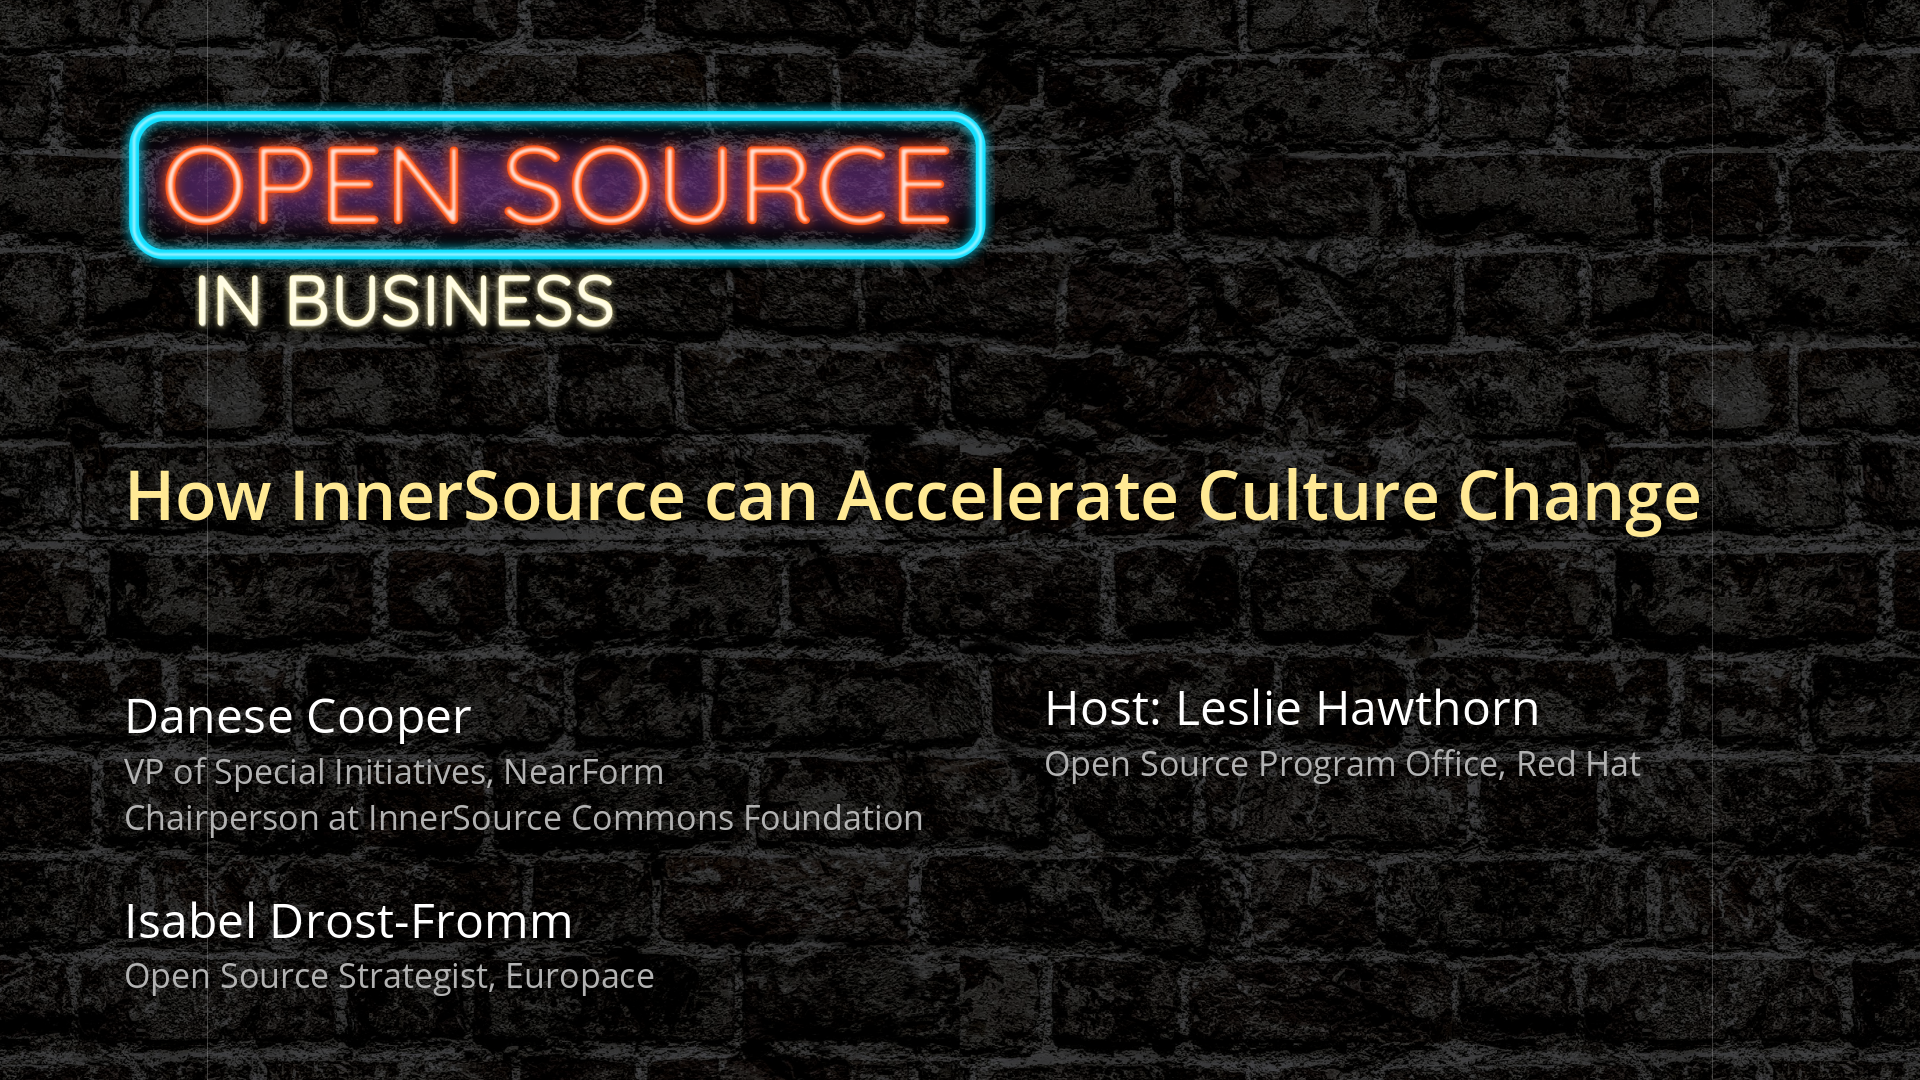 OPEN SOURCE
IN BUSINESS
How InnerSource can Accelerate Culture Change
Danese Cooper
VP of Special Initiatives, NearForm
Chairperson at InnerSource Commons Foundation
Isabel Drost-Fromm
Open Source Strategist, Europace
Host: Leslie Hawthorn
Open Source Program Office, Red Hat